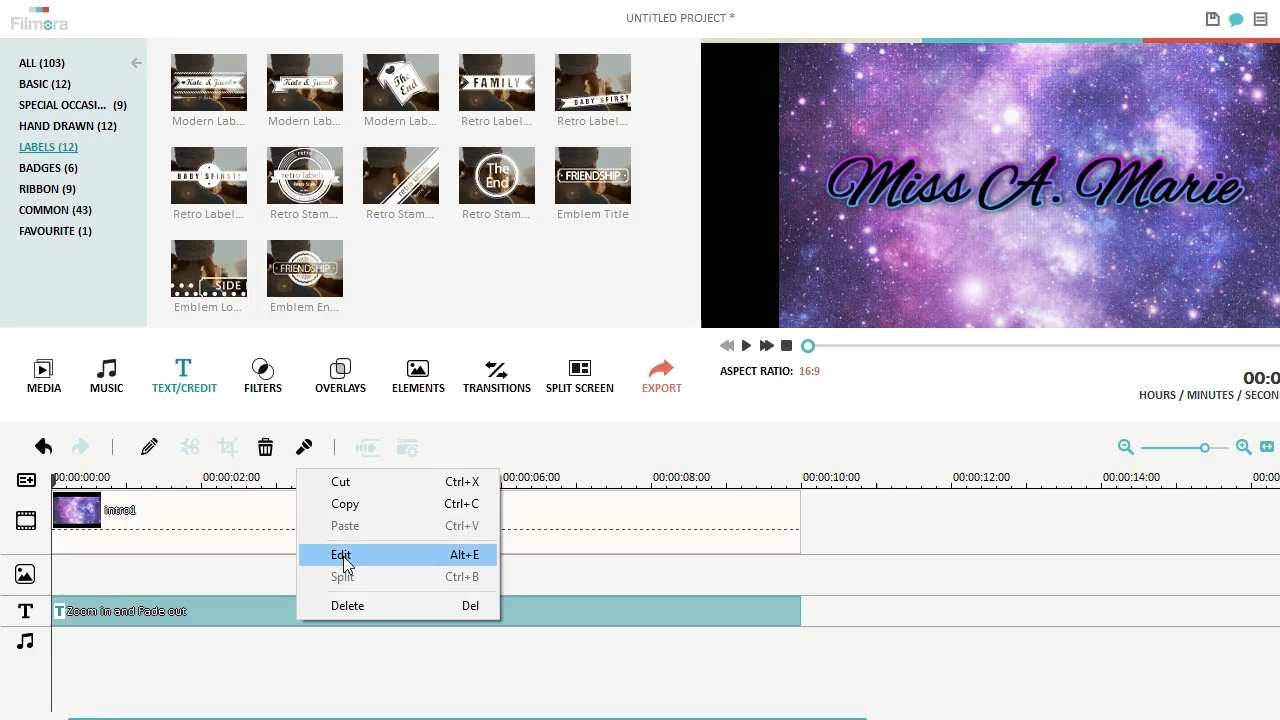 Filmora
UNTITLED PROJECT *
ALL (103)
BASIC (12)
SPECIAL OCCASI... (9)
HAND DRAWN (12)
LABELS (12)
BADGES (6)
RIBBON (9)
COMMON (43)
FAVOURITE (1)
Kate & Jacob
Kate & Jacob
The End
FAMILY
BABY'S FIRST
Modern Lab...
Modern Lab...
Modern Lab...
Retro Label...
Retro Label...
BABY'S FIRST!
retro labels
The End
FRIENDSHIP
Retro Label...
Retro Stam...
Retro Stam...
Retro Stam...
Emblem Title
SIDE
FRIENDSHIP
Emblem Lo...
Emblem En...
Miss A. Marie
MEDIA
MUSIC
TEXT/CREDIT
FILTERS
OVERLAYS
ELEMENTS
TRANSITIONS
SPLIT SCREEN
EXPORT
ASPECT RATIO: 16:9
00:0
HOURS / MINUTES / SECON
00:00:00:00
00:00:02:00
00:00:06:00
00:00:08:00
00:00:10:00
00:00:12:00
00:00:14:00
00:00
intro1
Cut Ctrl+X
Copy Ctrl+C
Paste Ctrl+V
Edit Alt+E
Split Ctrl+B
Delete Del
T Zoom in and Fade out